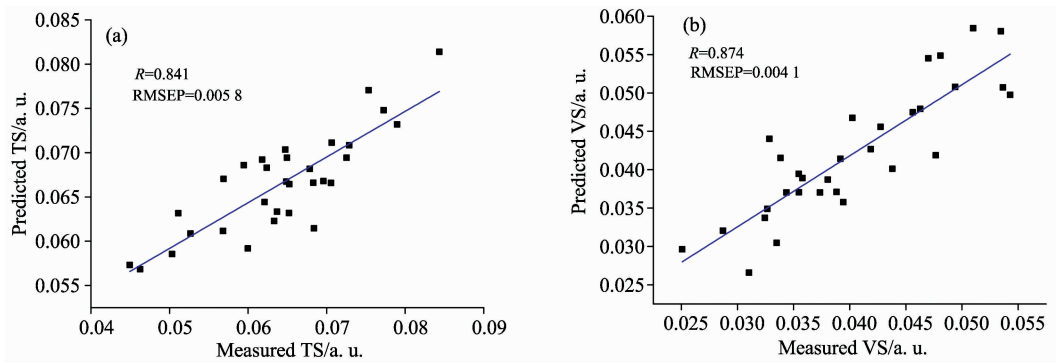 (a)
R=0.841
RMSEP=0.005 8
0.085
0.080
0.075
0.070
0.065
0.060
0.055
Predicted TS/a. u.
0.04 0.05 0.06 0.07 0.08 0.09
Measured TS/a. u.
(b)
R=0.874
RMSEP=0.004 1
0.060
0.055
0.050
0.045
0.040
0.035
0.030
0.025
Predicted VS/a. u.
0.025 0.030 0.035 0.040 0.045 0.050 0.055
Measured VS/a. u.